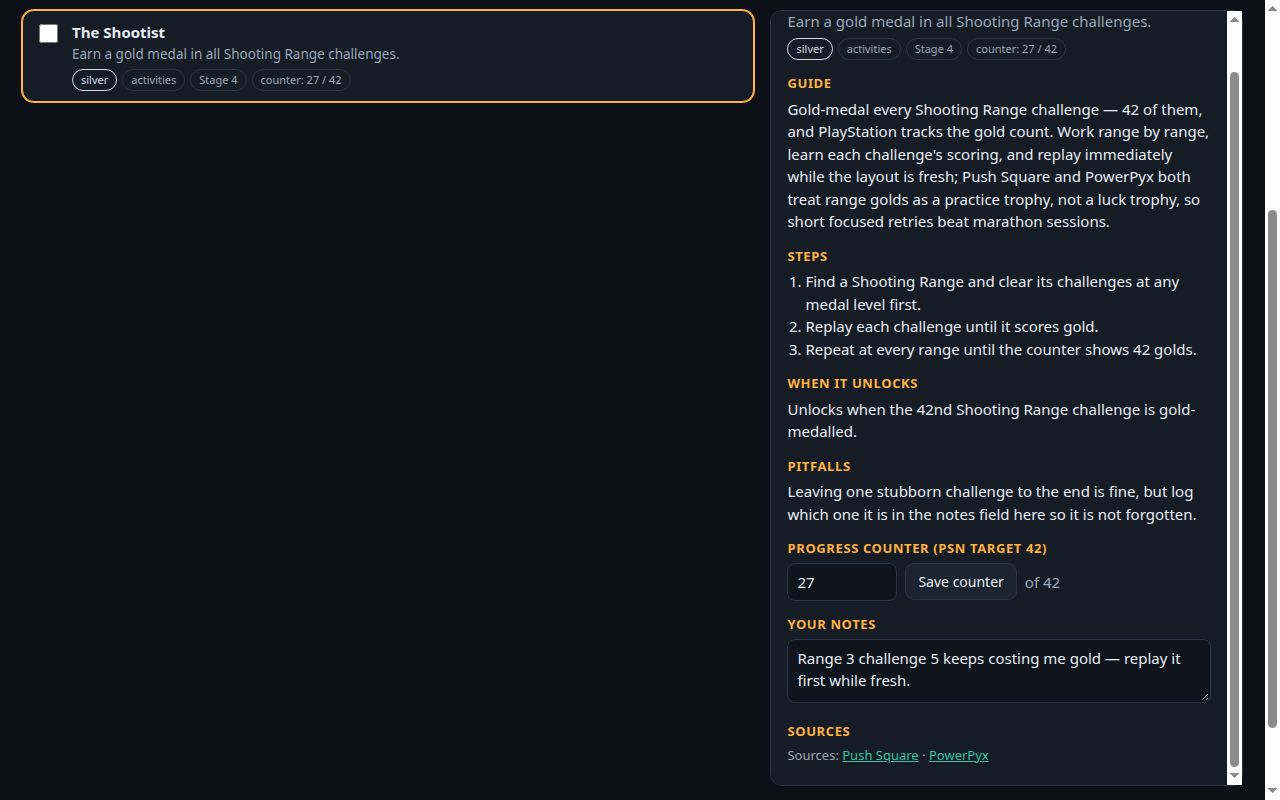 The Shootist
Earn a gold medal in all Shooting Range challenges.
silver activities Stage 4 counter: 27 / 42
Earn a gold medal in all Shooting Range challenges.
silver activities Stage 4 counter: 27 / 42
GUIDE
Gold-medal every Shooting Range challenge — 42 of them,
and PlayStation tracks the gold count. Work range by range,
learn each challenge's scoring, and replay immediately
while the layout is fresh; Push Square and PowerPyx both
treat range golds as a practice trophy, not a luck trophy, so
short focused retries beat marathon sessions.
STEPS
1. Find a Shooting Range and clear its challenges at any
medal level first.
2. Replay each challenge until it scores gold.
3. Repeat at every range until the counter shows 42 golds.
WHEN IT UNLOCKS
Unlocks when the 42nd Shooting Range challenge is gold-
medalled.
PITFALLS
Leaving one stubborn challenge to the end is fine, but log
which one it is in the notes field here so it is not forgotten.
PROGRESS COUNTER (PSN TARGET 42)
27 Save counter of 42
YOUR NOTES
Range 3 challenge 5 keeps costing me gold — replay it
first while fresh.
SOURCES
Sources: Push Square · PowerPyx